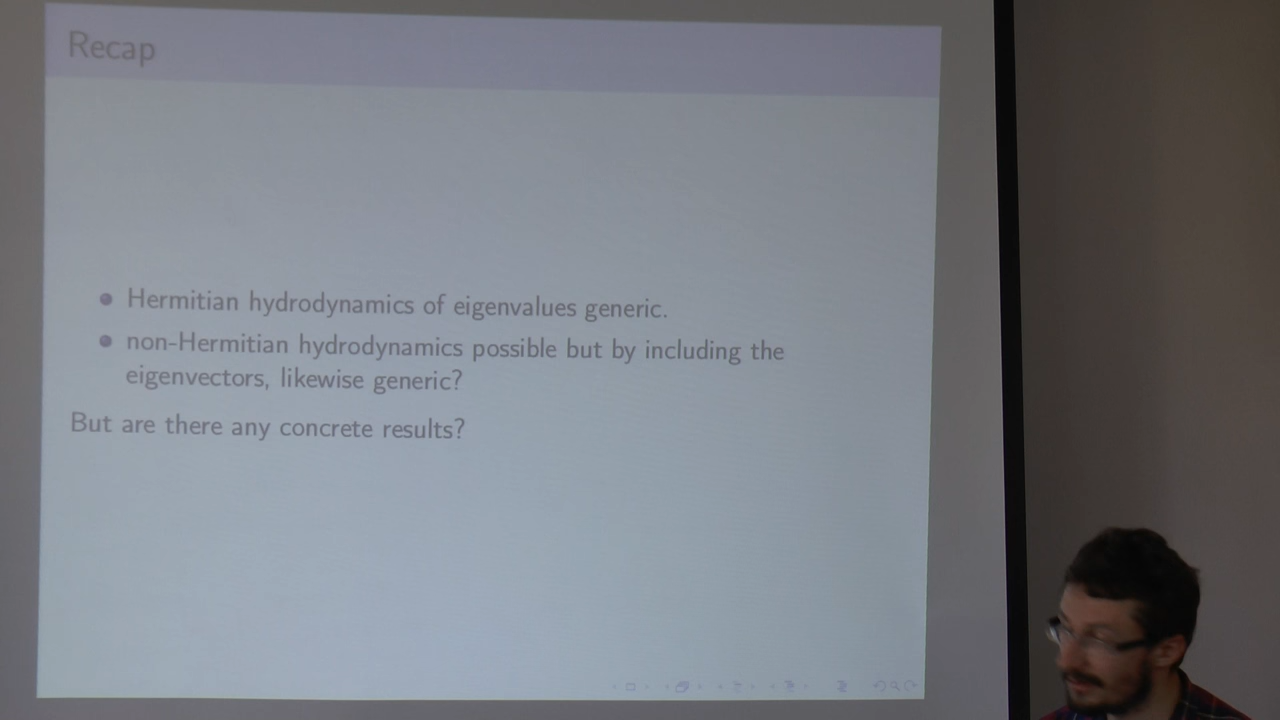 Recap
Hermitian hydrodynamics of eigenvalues generic.
non-Hermitian hydrodynamics possible but by including the
eigenvectors, likewise generic?
But are there any concrete results?